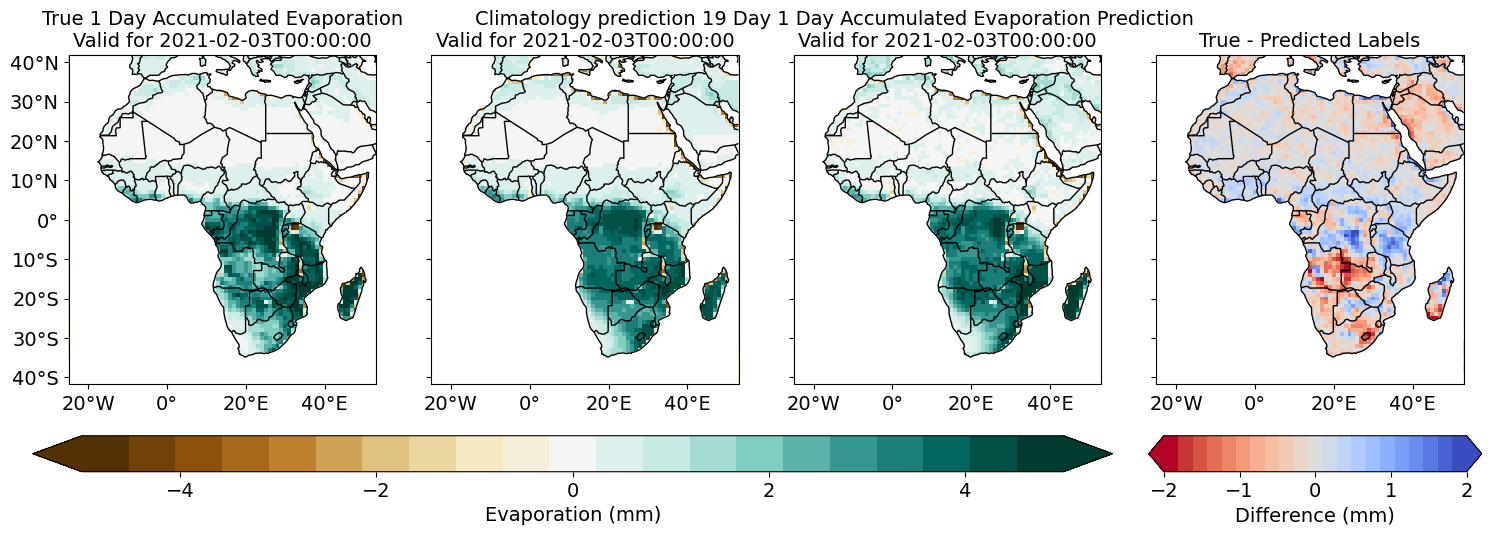 True 1 Day Accumulated Evaporation
Valid for 2021-02-03T00:00:00
Climatology prediction 19 Day 1 Day Accumulated Evaporation Prediction
Valid for 2021-02-03T00:00:00
Valid for 2021-02-03T00:00:00
True - Predicted Labels
40°N
30°N
20°N
10°N
0°
10°S
20°S
30°S
40°S
20°W 0° 20°E 40°E
20°W 0° 20°E 40°E
20°W 0° 20°E 40°E
20°W 0° 20°E 40°E
−4 −2 0 2 4
Evaporation (mm)
−2 −1 0 1 2
Difference (mm)